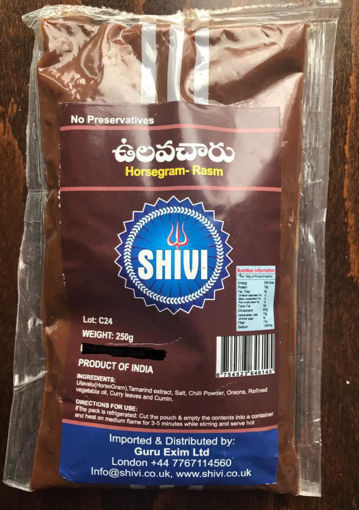 No Preservatives
ఉలవచారు
Horsegram- Rasm
SHIVI
Lot: C24
WEIGHT: 250g
PRODUCT OF INDIA
INGREDIENTS:
Ulavalu(HorseGram),Tamarind extract, Salt, Chilli Powder, Onions, Refined
vegetable oil, Curry leaves and Cumin.
DIRECTIONS FOR USE:
If the pack is refrigerated: Cut the pouch & empty the contents into a container
and heat on medium flame for 3-5 minutes while stirring and serve hot
Nutrition Information
Energy
Protein
Cholesterol
Sodium
Imported & Distributed by:
Guru Exim Ltd
London +44 7767114560
Info@shivi.co.uk, www.shivi.co.uk